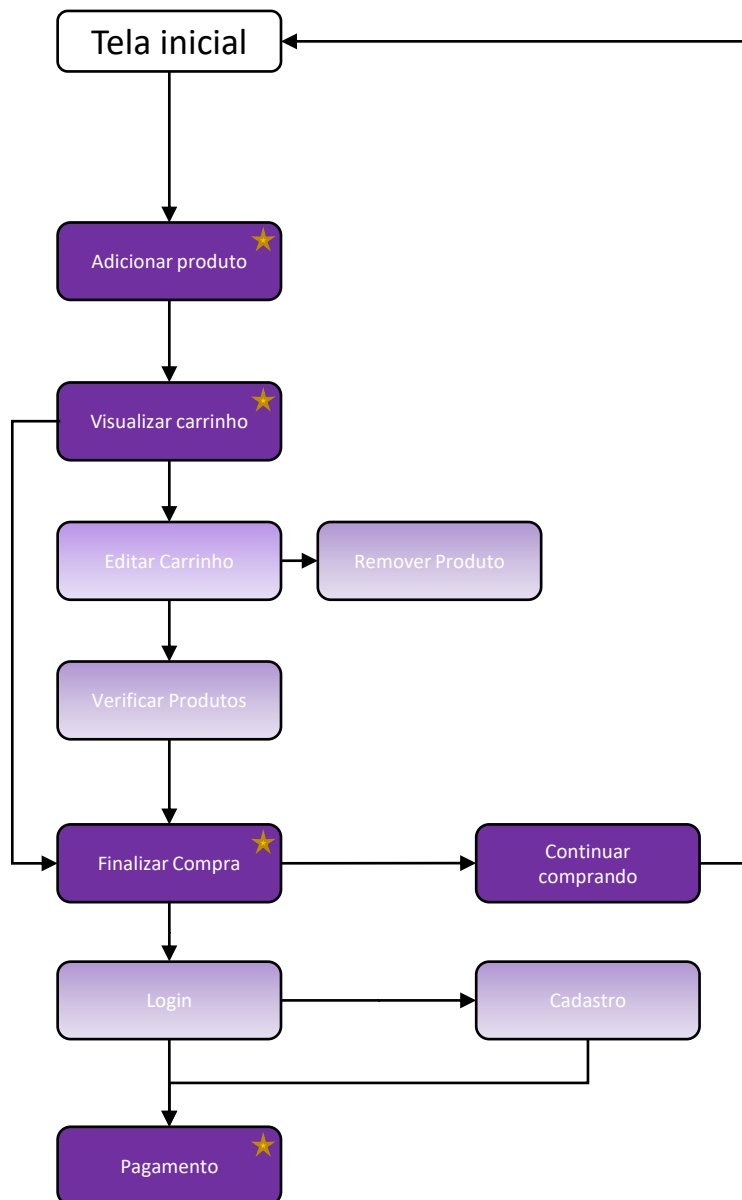 Tela inicial
Adicionar produto
Visualizar carrinho
Editar Carrinho
Remover Produto
Verificar Produtos
Finalizar Compra
Continuar
comprando
Login
Cadastro
Pagamento